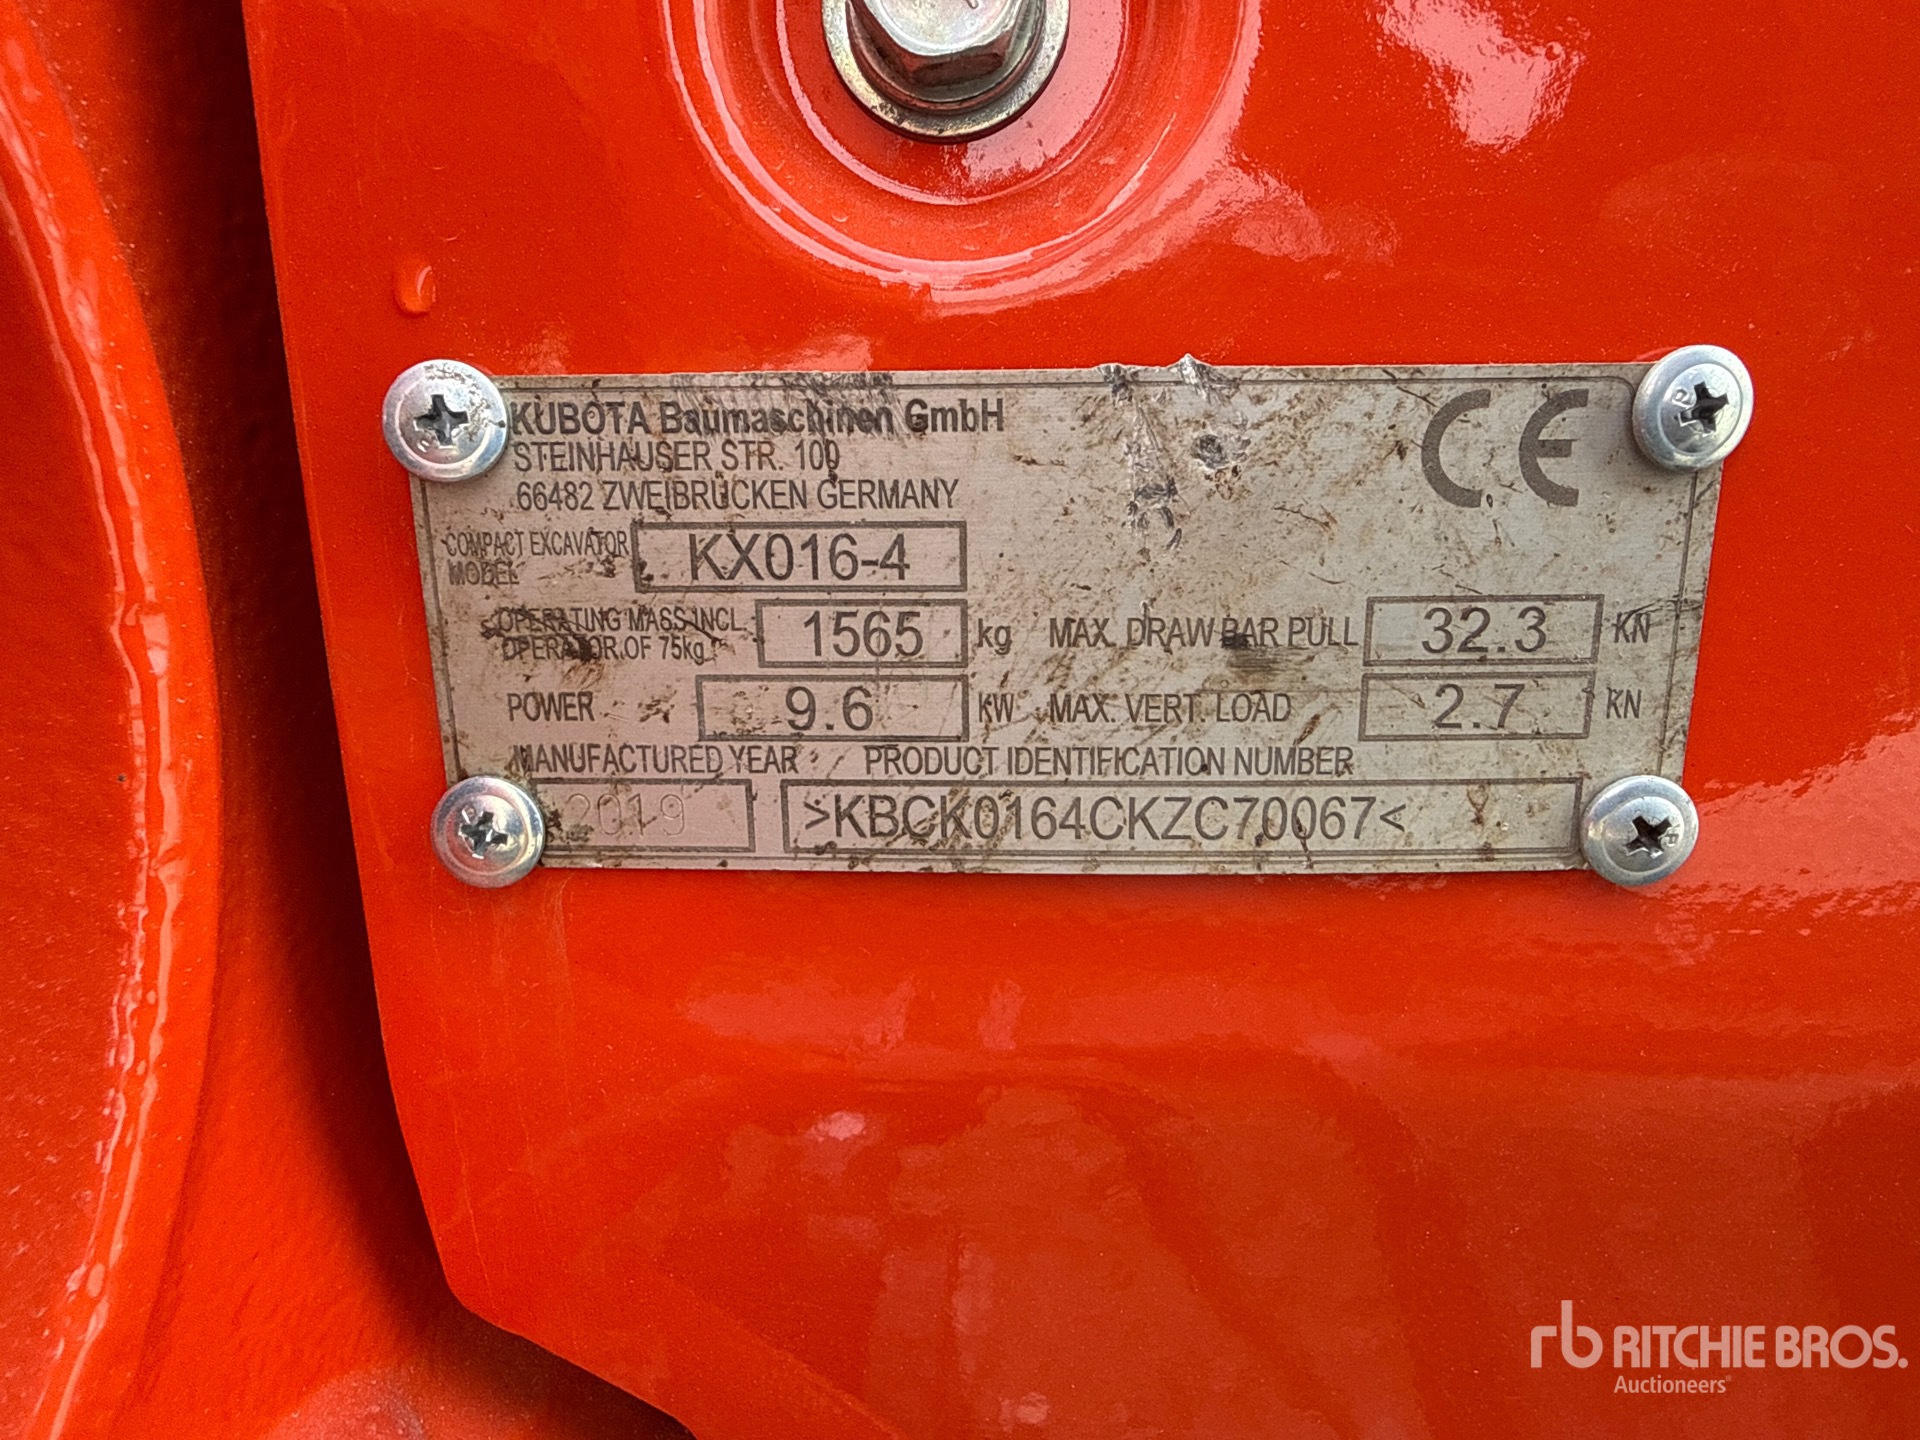 KUBOTA Baumaschinen GmbH
STEINHAUSER STR. 100
66482 ZWEIBRÜCKEN GERMANY
CE
COMPACT EXCAVATOR
MODEL
KX016-4
OPERATING MASS INCL.
OPERATOR OF 75kg
1565 kg
MAX. DRAW BAR PULL 32.3 KN
POWER 9.6 KW
MAX. VERT. LOAD 2.7 KN
MANUFACTURED YEAR
PRODUCT IDENTIFICATION NUMBER
2019
>KBCK0164CKZC70067<
rb RITCHIE BROS.
Auctioneers